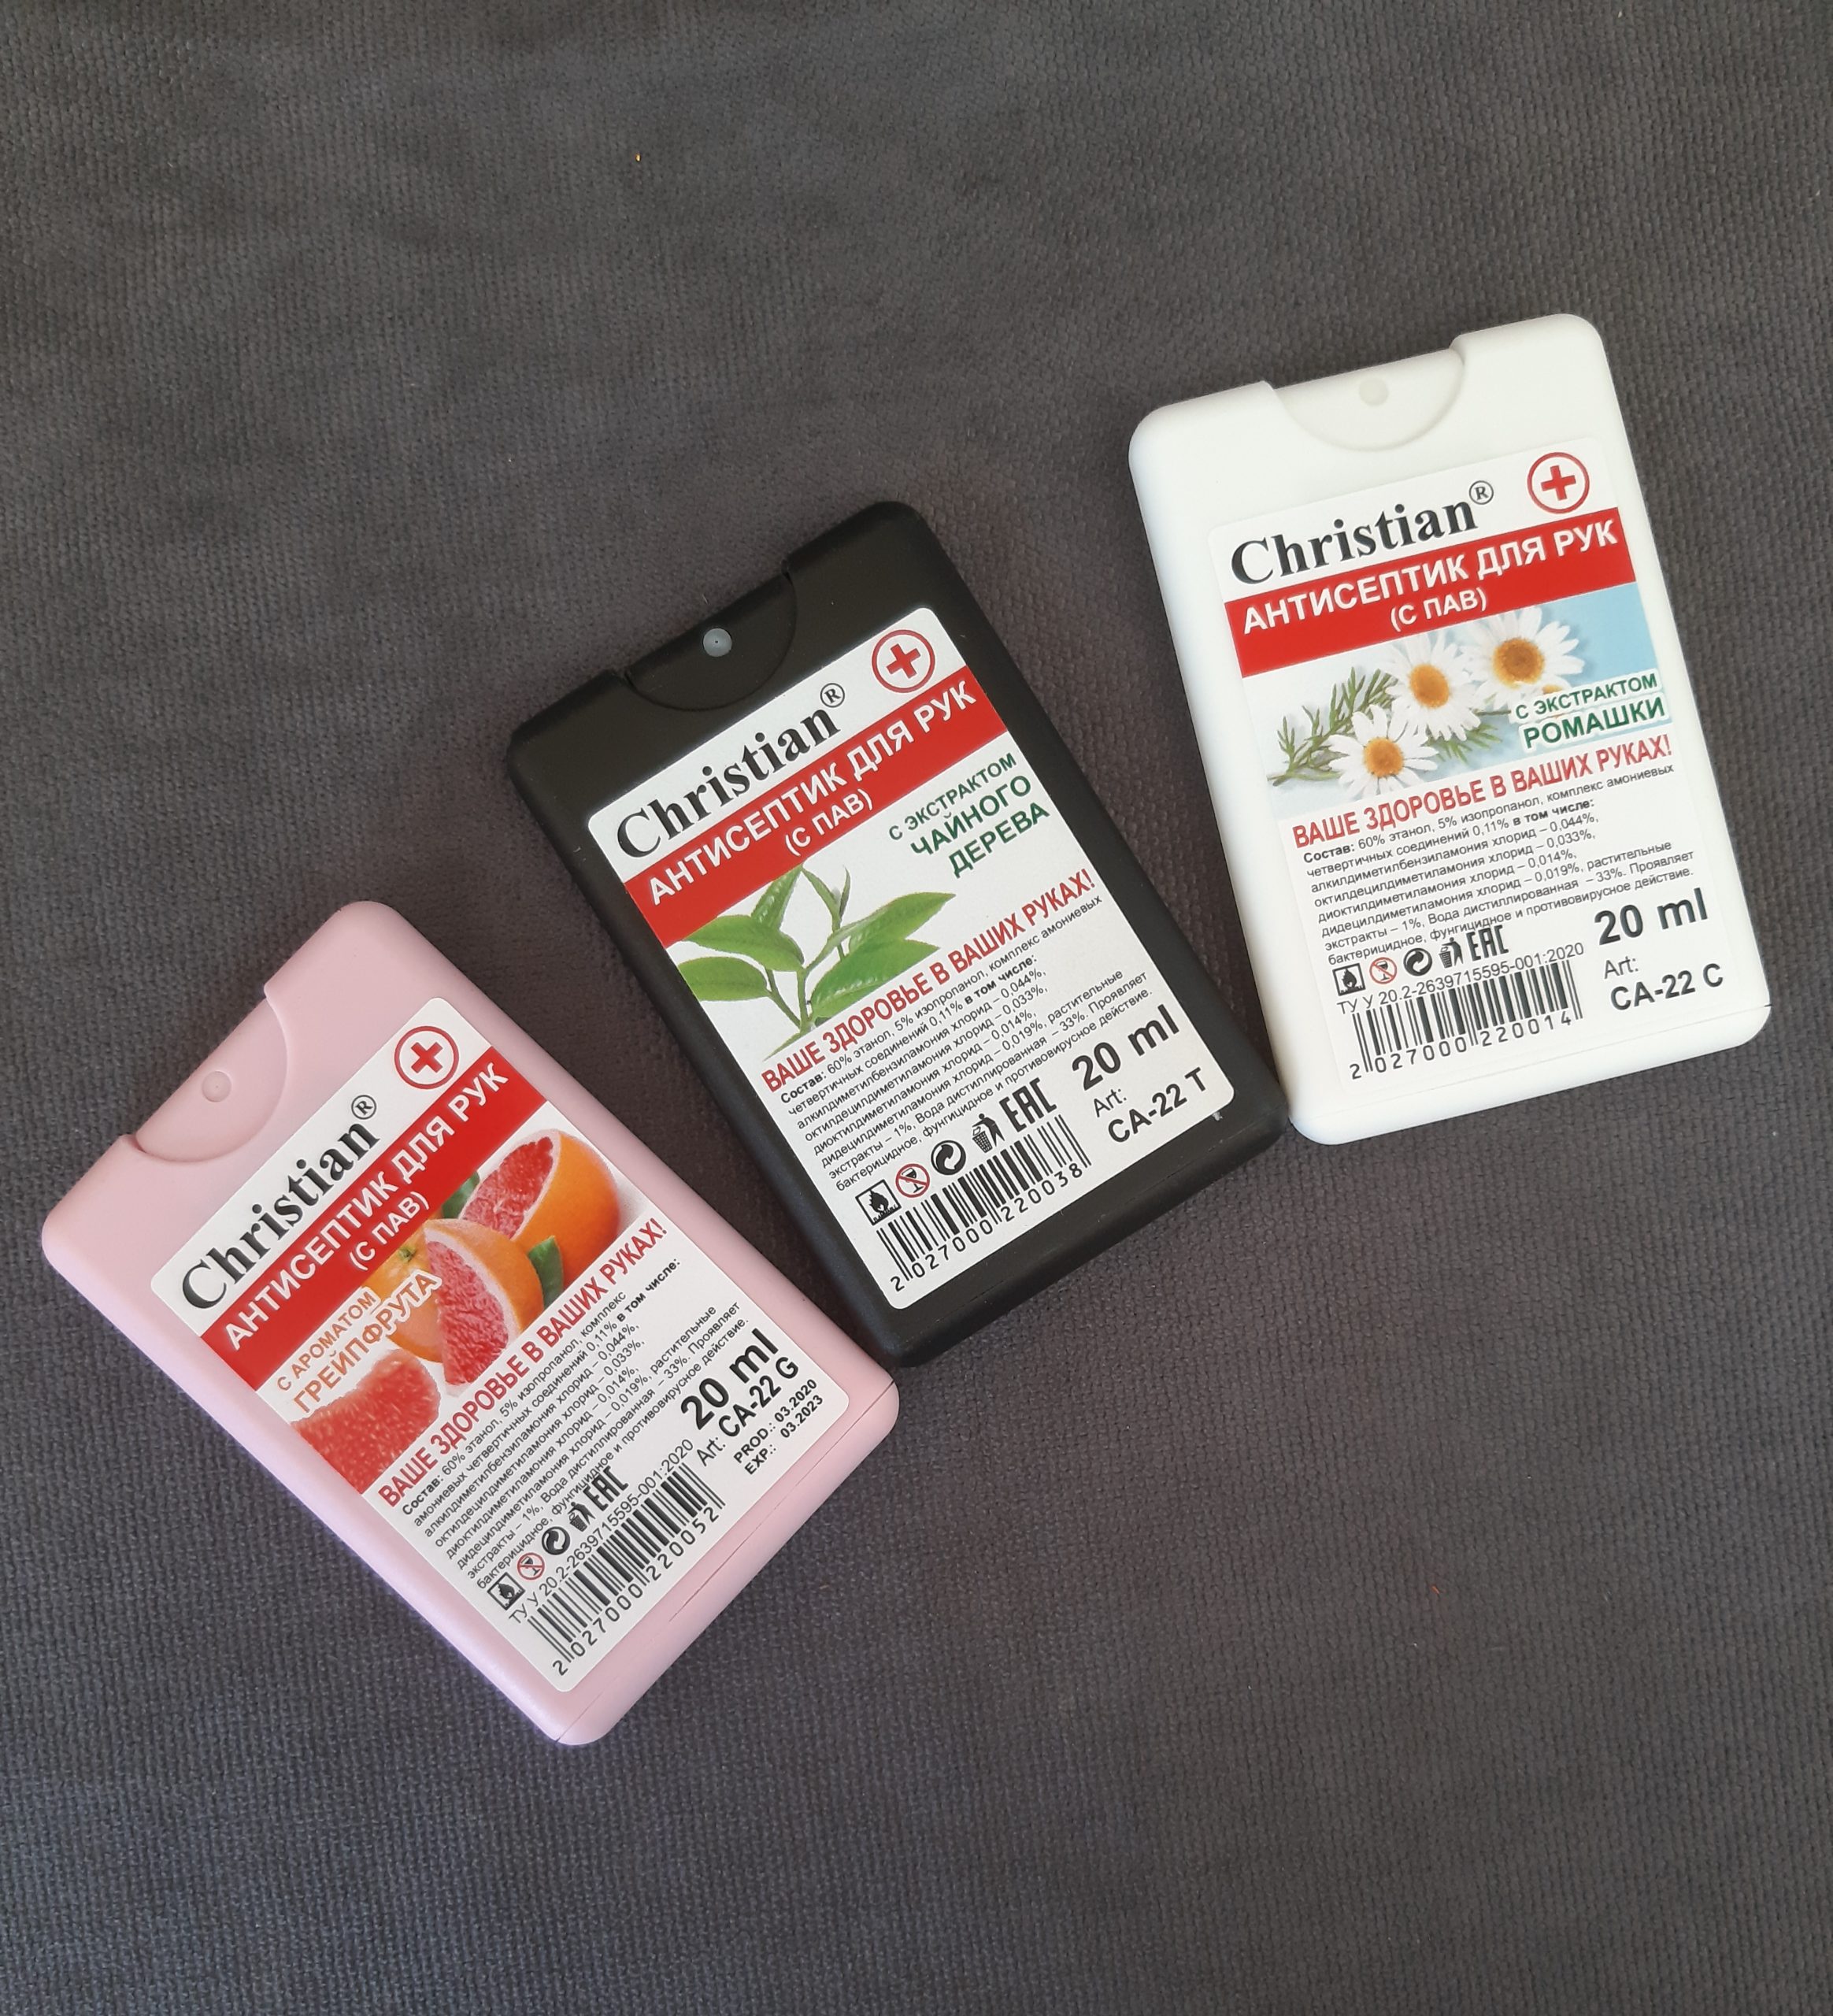 Christian®
АНТИСЕПТИК ДЛЯ РУК
(С ПАВ)
С АРОМАТОМ
ГРЕЙПФРУТА
ВАШЕ ЗДОРОВЬЕ В ВАШИХ РУКАХ!
Состав: 60% этанол, 5% изопропанол, комплекс
амониевых четвертичных соединений 0,11% в том числе:
алкилдиметилбензиламония хлорид – 0,044%,
октилдецилдиметиламония хлорид – 0,033%,
диоктилдиметиламония хлорид – 0,014%,
дидецилдиметиламония хлорид – 0,019%, растительные
экстракты – 1%, Вода дистиллированная – 33%. Проявляет
бактерицидное, фунгицидное и противовирусное действие.
EAC
20 ml
ТУ У 20.2-2639715595-001:2020
Art: CA-22 G
PROD.: 03.2020
EXP.: 03.2023
2 027000 220052
Christian®
АНТИСЕПТИК ДЛЯ РУК
(С ПАВ)
С ЭКСТРАКТОМ
ЧАЙНОГО
ДЕРЕВА
ВАШЕ ЗДОРОВЬЕ В ВАШИХ РУКАХ!
Состав: 60% этанол, 5% изопропанол, комплекс амониевых
четвертичных соединений 0,11% в том числе:
алкилдиметилбензиламония хлорид – 0,044%,
октилдецилдиметиламония хлорид – 0,033%,
диоктилдиметиламония хлорид – 0,014%,
дидецилдиметиламония хлорид – 0,019%, растительные
экстракты – 1%, Вода дистиллированная – 33%. Проявляет
бактерицидное, фунгицидное и противовирусное действие.
EAC
20 ml
Art:
CA-22 T
2 027000 220038
Christian®
АНТИСЕПТИК ДЛЯ РУК
(С ПАВ)
С ЭКСТРАКТОМ
РОМАШКИ
ВАШЕ ЗДОРОВЬЕ В ВАШИХ РУКАХ!
Состав: 60% этанол, 5% изопропанол, комплекс амониевых
четвертичных соединений 0,11% в том числе:
алкилдиметилбензиламония хлорид – 0,044%,
октилдецилдиметиламония хлорид – 0,033%,
диоктилдиметиламония хлорид – 0,014%,
дидецилдиметиламония хлорид – 0,019%, растительные
экстракты – 1%, Вода дистиллированная – 33%. Проявляет
бактерицидное, фунгицидное и противовирусное действие.
EAC
20 ml
ТУ У 20.2-2639715595-001:2020
Art:
CA-22 C
2 027000 220014